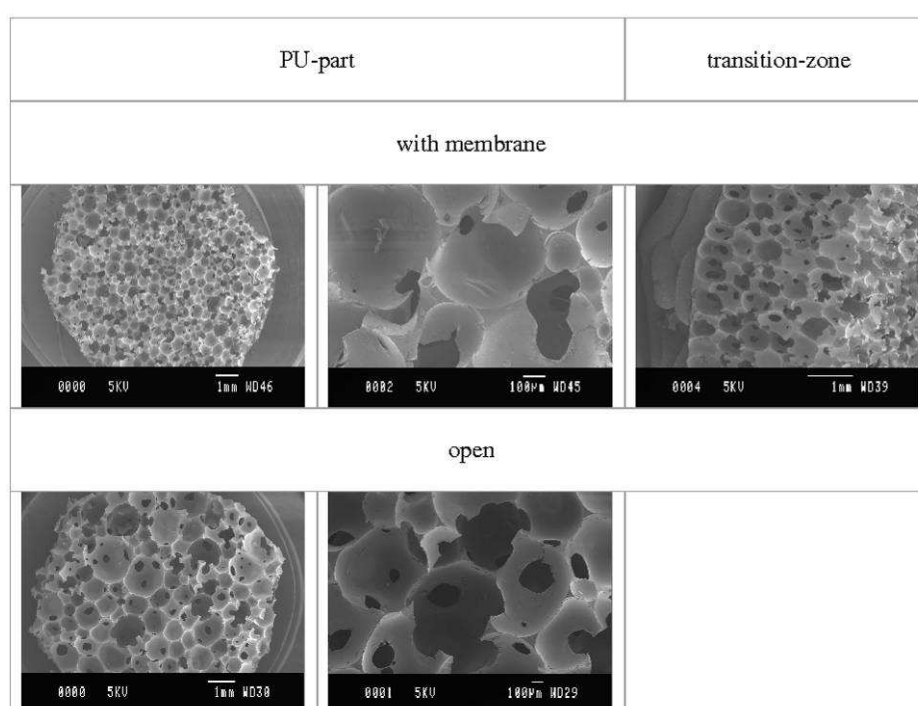 PU-part
transition-zone
with membrane
0000 5KV 1mm WD46
0002 5KV 100µm WD45
0004 5KV 1mm WD39
open
0000 5KV 1mm WD30
0001 5KV 100µm WD29